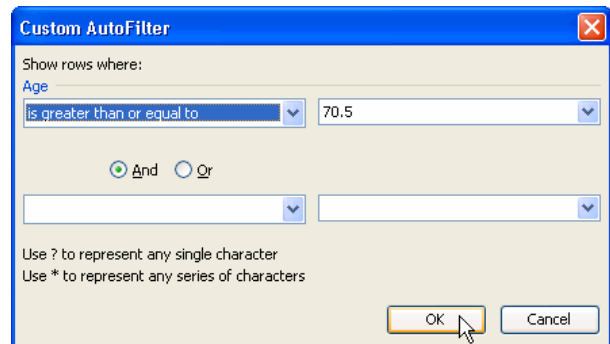 Custom AutoFilter
Show rows where:
Age
is greater than or equal to 70.5
And Or
Use ? to represent any single character
Use * to represent any series of characters
OK Cancel